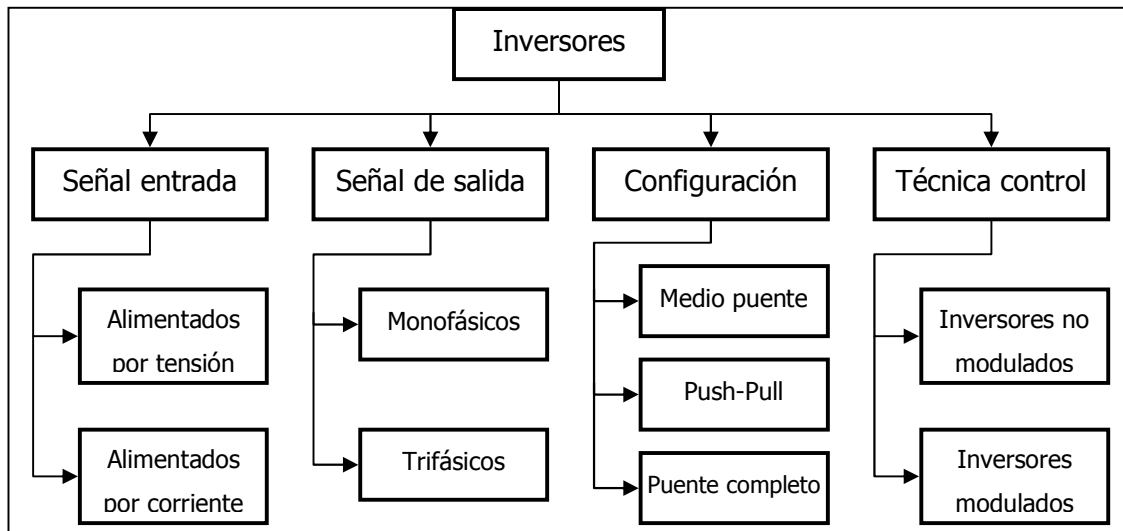 Inversores
Señal entrada
Señal de salida
Configuración
Técnica control
Alimentados
por tensión
Alimentados
por corriente
Monofásicos
Trifásicos
Medio puente
Push-Pull
Puente completo
Inversores no
modulados
Inversores
modulados